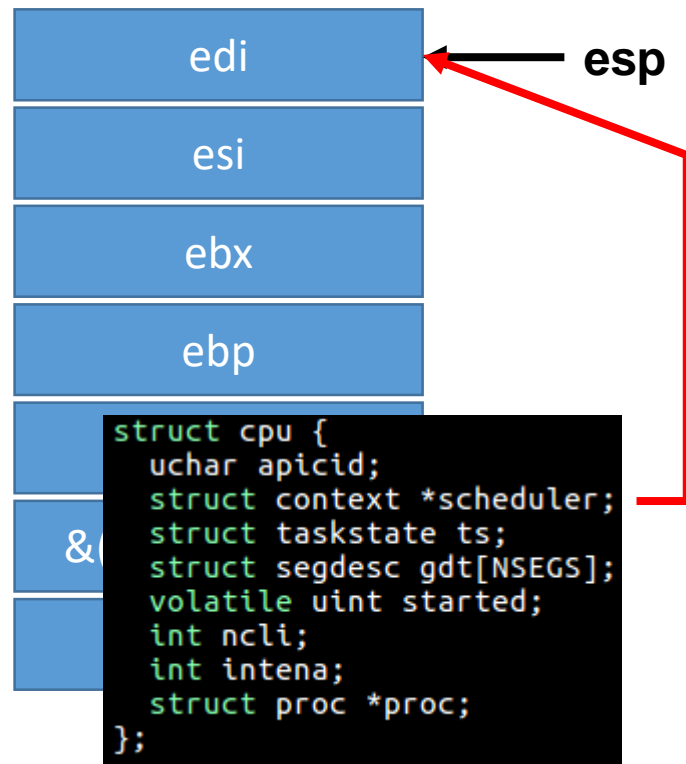 edi
esp
esi
ebx
ebp
&(
struct cpu {
uchar apicid;
struct context *scheduler;
struct taskstate ts;
struct segdesc gdt[NSEGS];
volatile uint started;
int ncli;
int intena;
struct proc *proc;
};